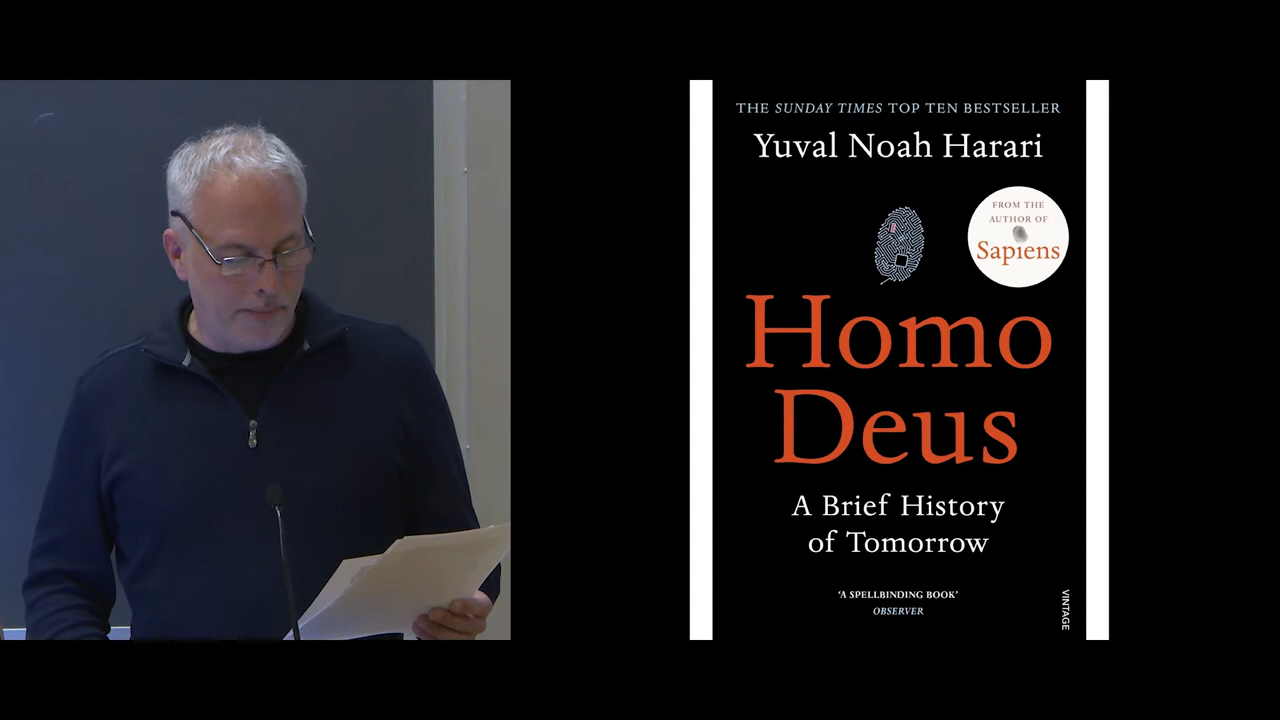 THE SUNDAY TIMES TOP TEN BESTSELLER
Yuval Noah Harari
FROM THE
AUTHOR OF
Sapiens
Homo
Deus
A Brief History
of Tomorrow
‘A SPELLBINDING BOOK’
OBSERVER
VINTAGE